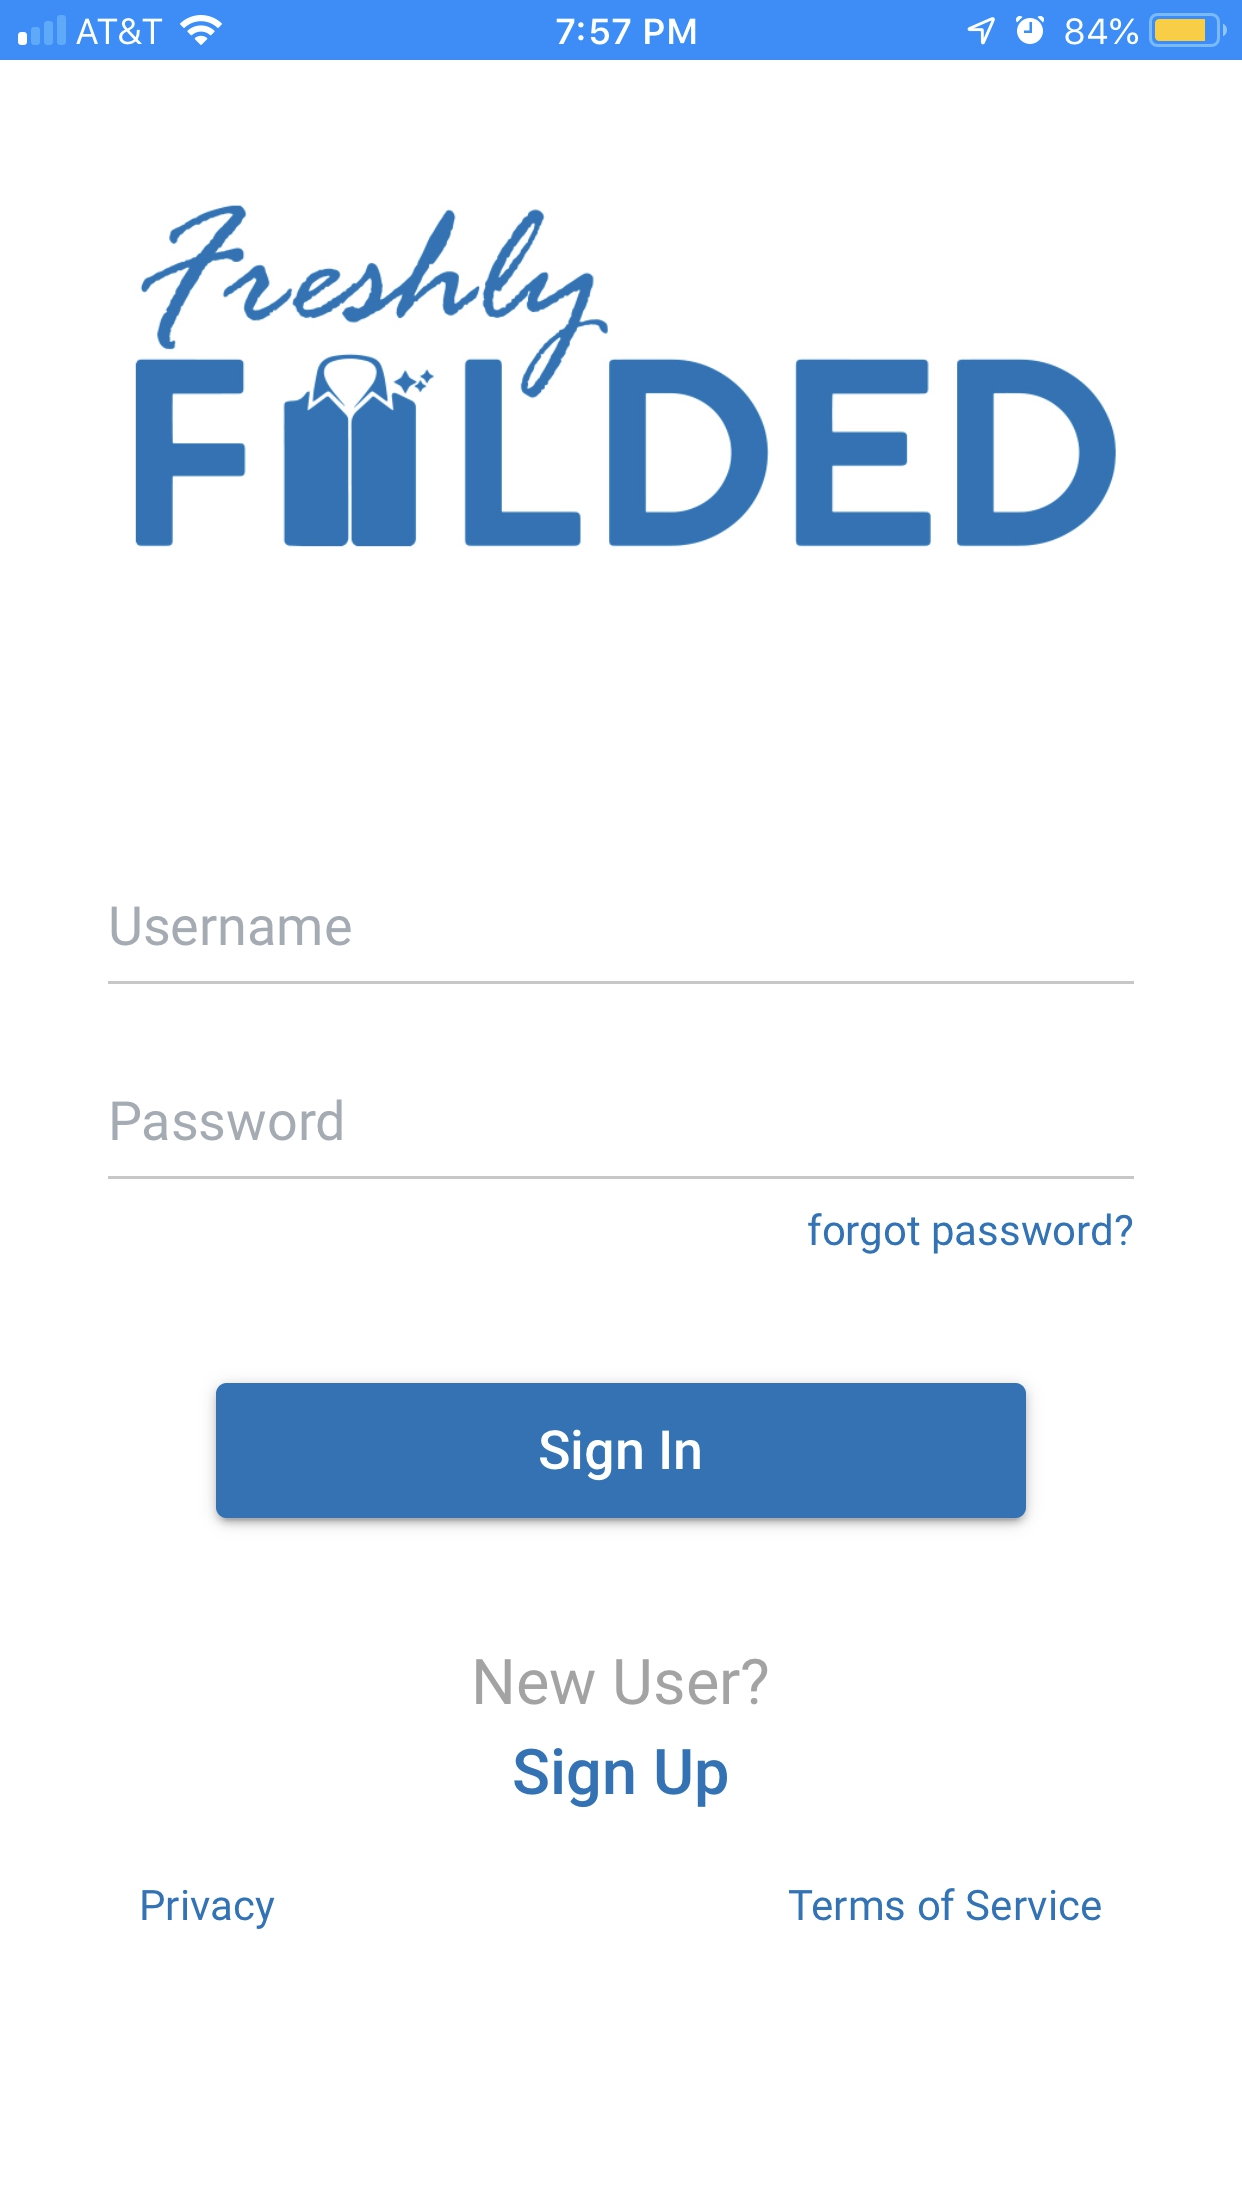 AT&T 7:57 PM 84%
Freshly
FOLDED
Username
Password
forgot password?
Sign In
New User?
Sign Up
Privacy
Terms of Service